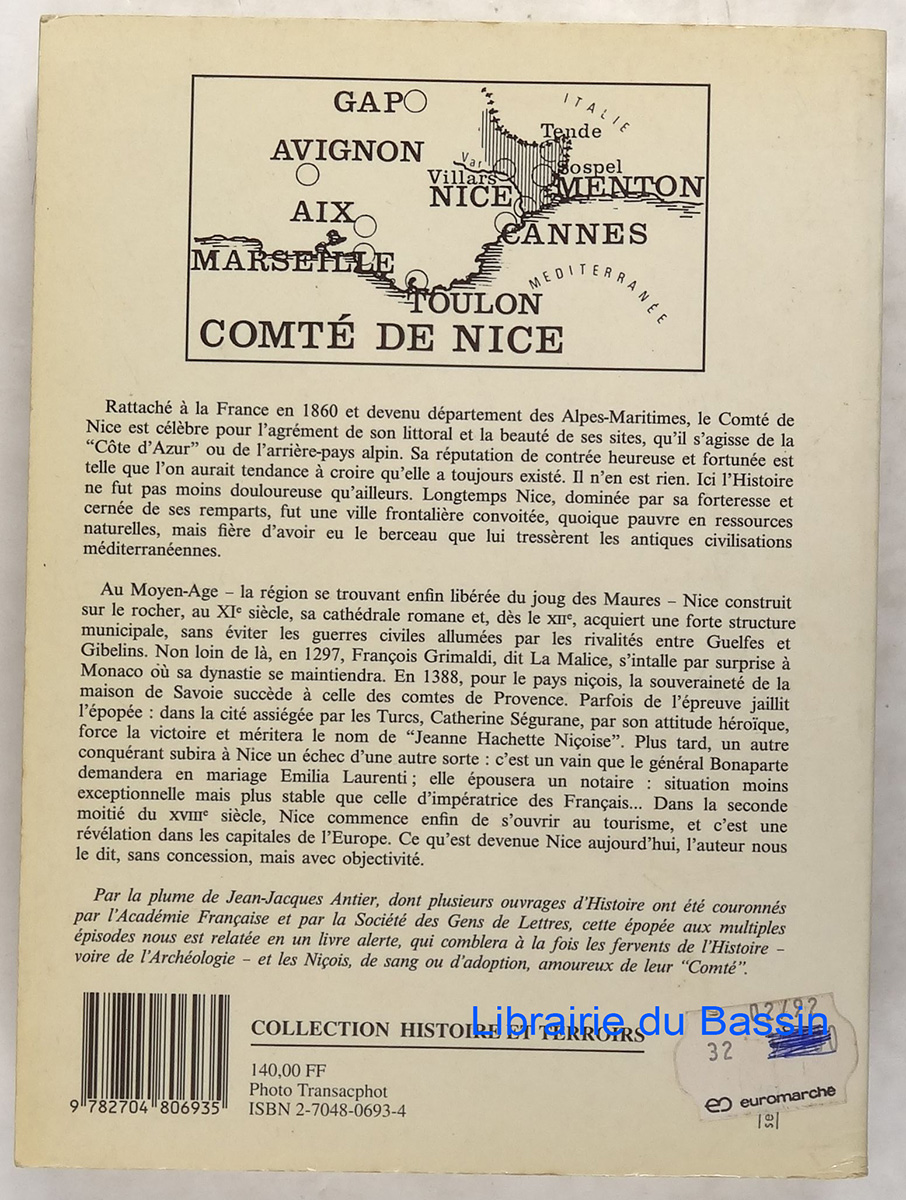 GAP
ITALIE
AVIGNON
Tende
Var
Sospel
Villars
NICE
MENTON
AIX
CANNES
MARSEILLE
MEDITERRANÉE
TOULON
COMTÉ DE NICE
Rattaché à la France en 1860 et devenu département des Alpes-Maritimes, le Comté de
Nice est célèbre pour l'agrément de son littoral et la beauté de ses sites, qu'il s'agisse de la
“Côte d'Azur” ou de l'arrière-pays alpin. Sa réputation de contrée heureuse et fortunée est
telle que l'on aurait tendance à croire qu'elle a toujours existé. Il n'en est rien. Ici l'Histoire
ne fut pas moins douloureuse qu'ailleurs. Longtemps Nice, dominée par sa forteresse et
cernée de ses remparts, fut une ville frontalière convoitée, quoique pauvre en ressources
naturelles, mais fière d'avoir eu le berceau que lui tressèrent les antiques civilisations
méditerranéennes.
Au Moyen-Age – la région se trouvant enfin libérée du joug des Maures – Nice construit
sur le rocher, au XIe siècle, sa cathédrale romane et, dès le XIIe, acquiert une forte structure
municipale, sans éviter les guerres civiles allumées par les rivalités entre Guelfes et
Gibelins. Non loin de là, en 1297, François Grimaldi, dit La Malice, s'intalle par surprise à
Monaco où sa dynastie se maintiendra. En 1388, pour le pays niçois, la souveraineté de la
maison de Savoie succède à celle des comtes de Provence. Parfois de l'épreuve jaillit
l'épopée : dans la cité assiégée par les Turcs, Catherine Ségurane, par son attitude héroïque,
force la victoire et méritera le nom de “Jeanne Hachette Niçoise”. Plus tard, un autre
conquérant subira à Nice un échec d'une autre sorte : c'est un vain que le général Bonaparte
demandera en mariage Emilia Laurenti ; elle épousera un notaire : situation moins
exceptionnelle mais plus stable que celle d'impératrice des Français... Dans la seconde
moitié du XVIIIe siècle, Nice commence enfin de s'ouvrir au tourisme, et c'est une
révélation dans les capitales de l'Europe. Ce qu'est devenue Nice aujourd'hui, l'auteur nous
le dit, sans concession, mais avec objectivité.
Par la plume de Jean-Jacques Antier, dont plusieurs ouvrages d'Histoire ont été couronnés
par l'Académie Française et par la Société des Gens de Lettres, cette épopée aux multiples
épisodes nous est relatée en un livre alerte, qui comblera à la fois les fervents de l'Histoire –
voire de l'Archéologie – et les Niçois, de sang ou d'adoption, amoureux de leur “Comté”.
COLLECTION HISTOIRE ET TERROIRS
140,00 FF
Photo Transacphot
ISBN 2-7048-0693-4
9 782704 806935
Librairie du Bassin
02/92
32
euromarche